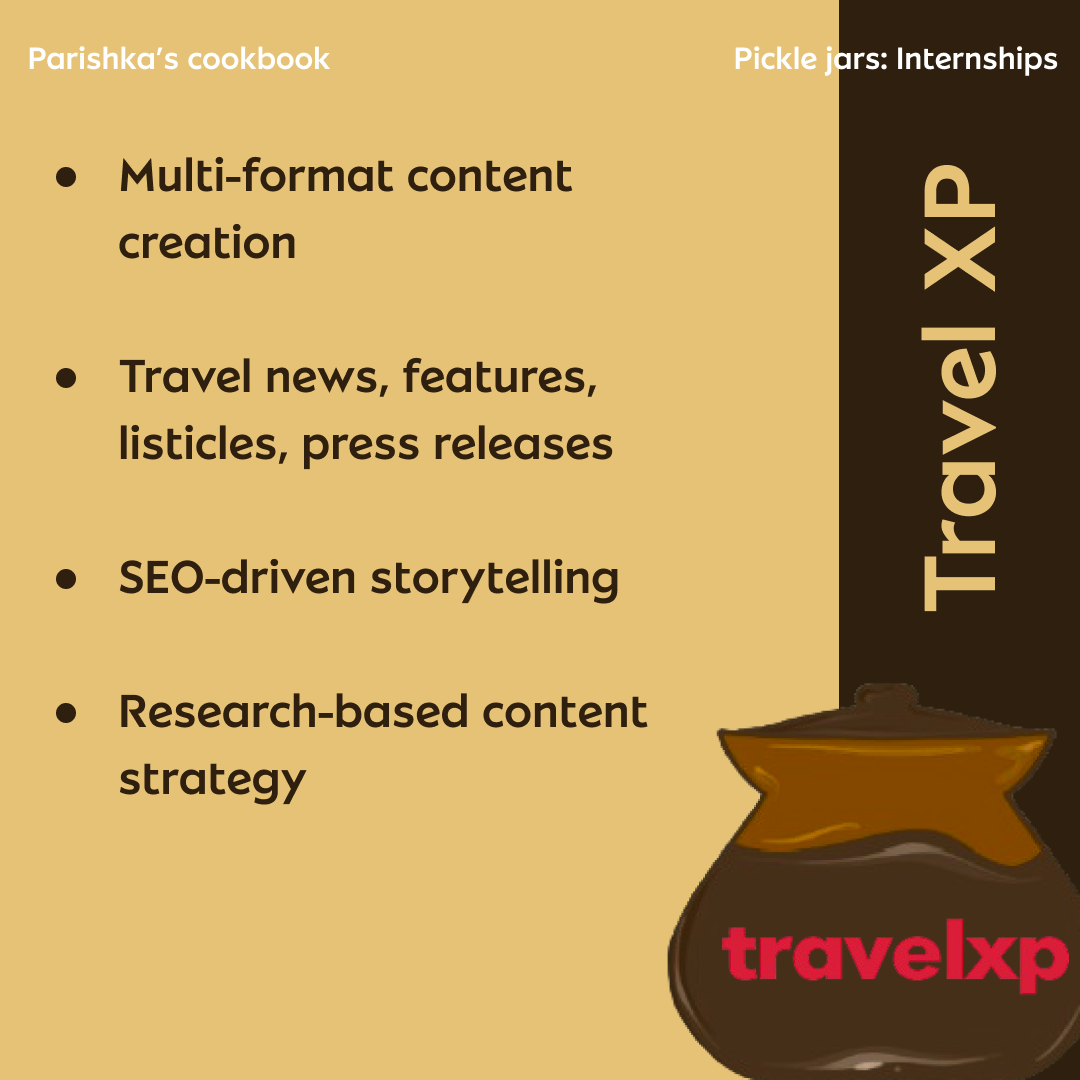 Parishka’s cookbook
Pickle jars: Internships
• Multi-format content
creation
• Travel news, features,
listicles, press releases
• SEO-driven storytelling
• Research-based content
strategy
Travel XP
travelxp